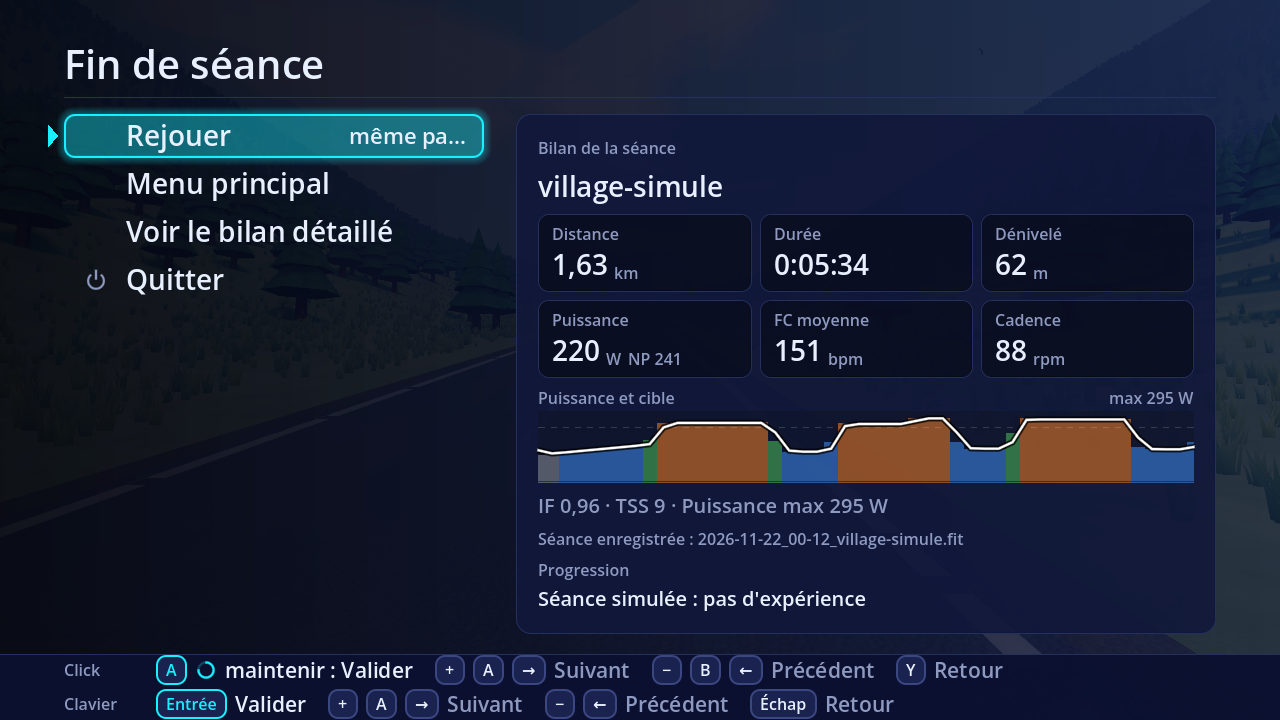 Fin de séance
Rejouer même pa...
Menu principal
Voir le bilan détaillé
Quitter
Bilan de la séance
village-simule
Distance Durée Dénivelé
1,63 km 0:05:34 62 m
Puissance FC moyenne Cadence
220 W NP 241 151 bpm 88 rpm
Puissance et cible max 295 W
IF 0,96 · TSS 9 · Puissance max 295 W
Séance enregistrée : 2026-11-22_00-12_village-simule.fit
Progression
Séance simulée : pas d'expérience
Click A maintenir : Valider + A → Suivant − B ← Précédent Y Retour
Clavier Entrée Valider + A → Suivant − ← Précédent Échap Retour